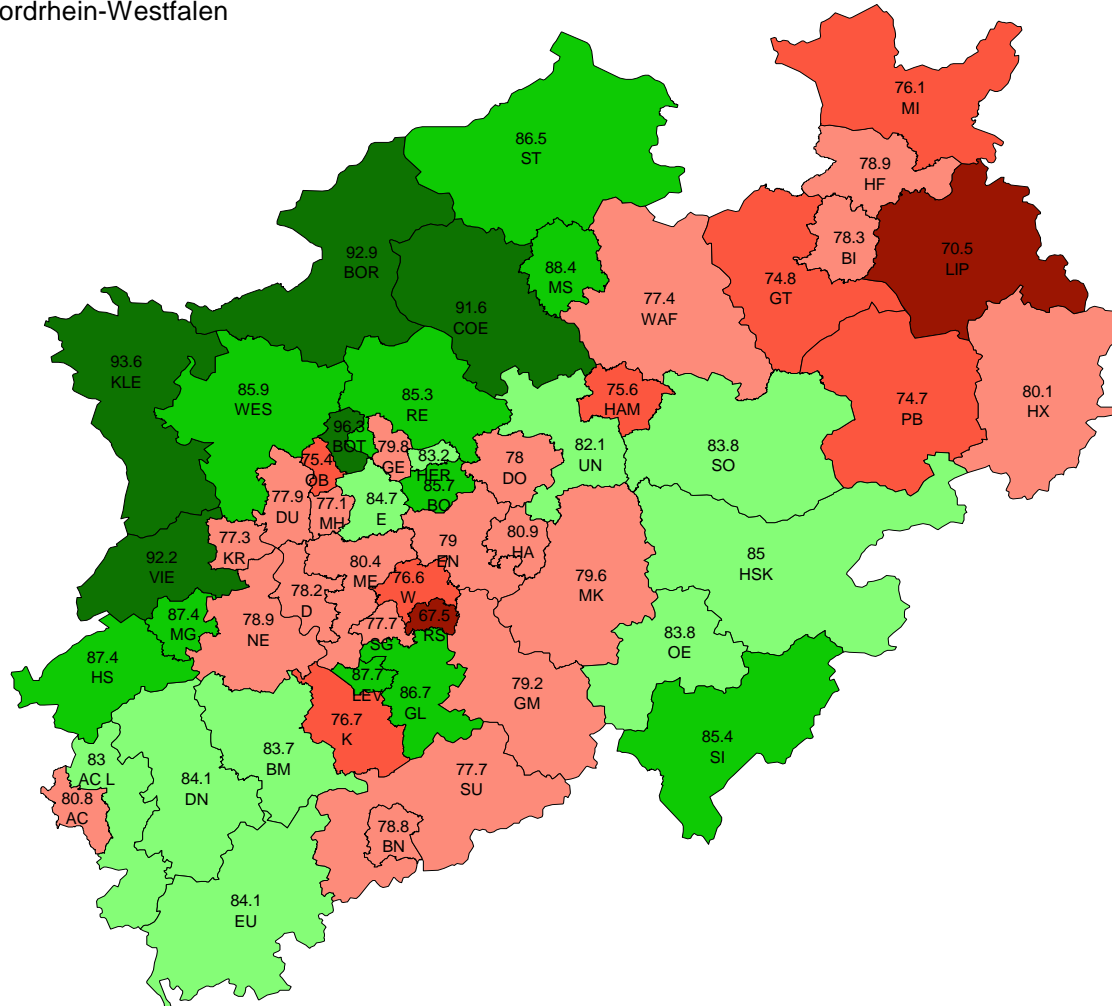 ordrhein-Westfalen
76.1
MI
86.5
ST
78.9
HF
78.3
BI
70.5
LIP
92.9
BOR
88.4
MS
74.8
GT
77.4
WAF
91.6
COE
93.6
KLE
85.9
WES
85.3
RE
75.6
HAM
74.7
PB
80.1
HX
96.3
BOT
79.8
GE
83.2
HER
82.1
UN
83.8
SO
75.4
OB
78
DO
85.7
BO
77.9
DU
77.1
MH
84.7
E
77.3
KR
79
EN
80.9
HA
85
HSK
92.2
VIE
80.4
ME
76.6
W
79.6
MK
78.2
D
87.4
MG
78.9
NE
77.7
SG
67.5
RS
83.8
OE
87.4
HS
87.7
LEV
86.7
GL
79.2
GM
76.7
K
85.4
SI
83
AC L
83.7
BM
77.7
SU
84.1
DN
80.8
AC
78.8
BN
84.1
EU